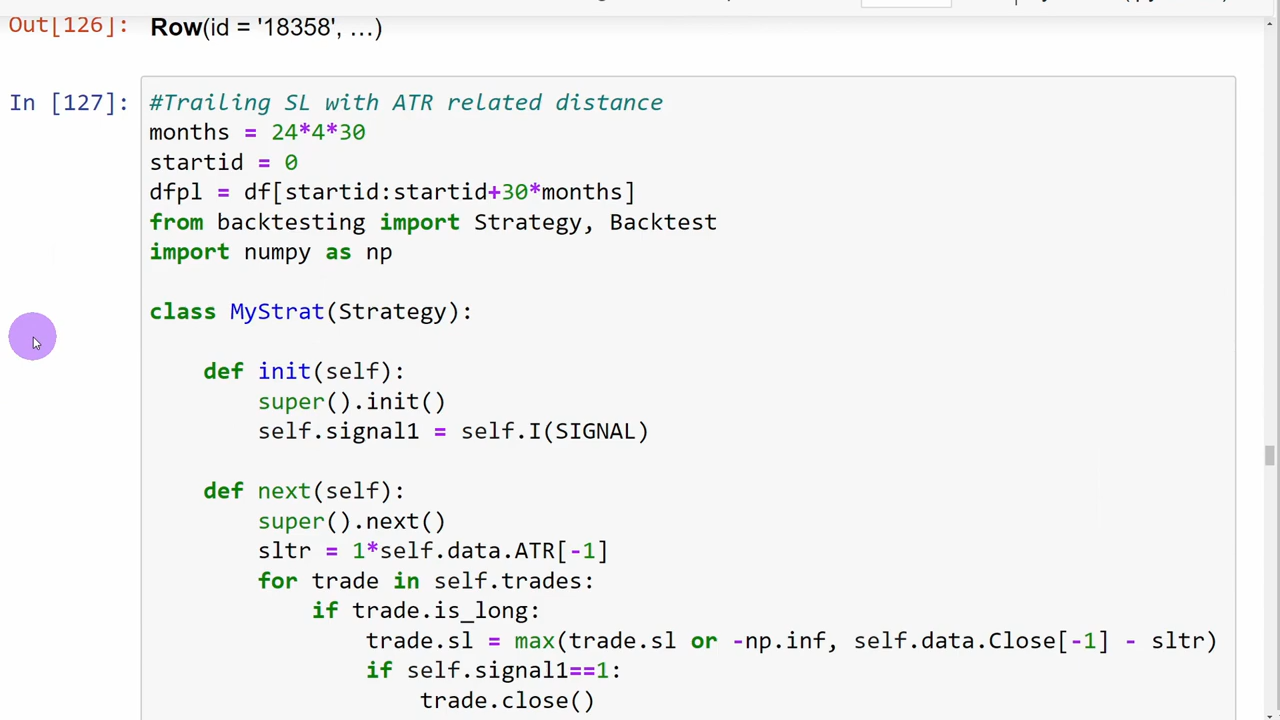 Out[126]: Row(id = '18358', …)
In [127]: #Trailing SL with ATR related distance
months = 24*4*30
startid = 0
dfpl = df[startid:startid+30*months]
from backtesting import Strategy, Backtest
import numpy as np
class MyStrat(Strategy):
def init(self):
super().init()
self.signal1 = self.I(SIGNAL)
def next(self):
super().next()
sltr = 1*self.data.ATR[-1]
for trade in self.trades:
if trade.is_long:
trade.sl = max(trade.sl or -np.inf, self.data.Close[-1] - sltr)
if self.signal1==1:
trade.close()